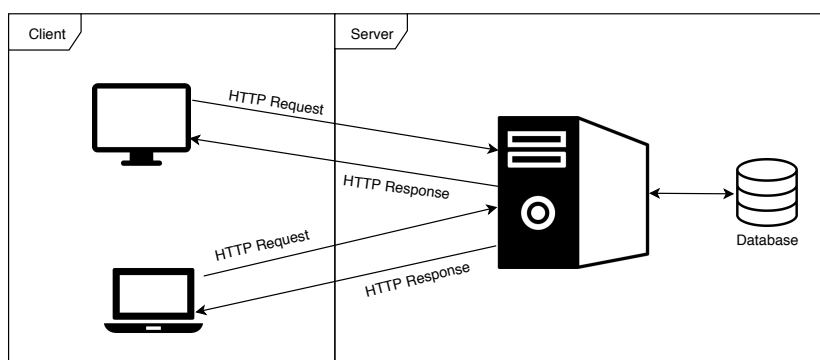 Client
Server
HTTP Request
HTTP Response
HTTP Request
HTTP Response
Database